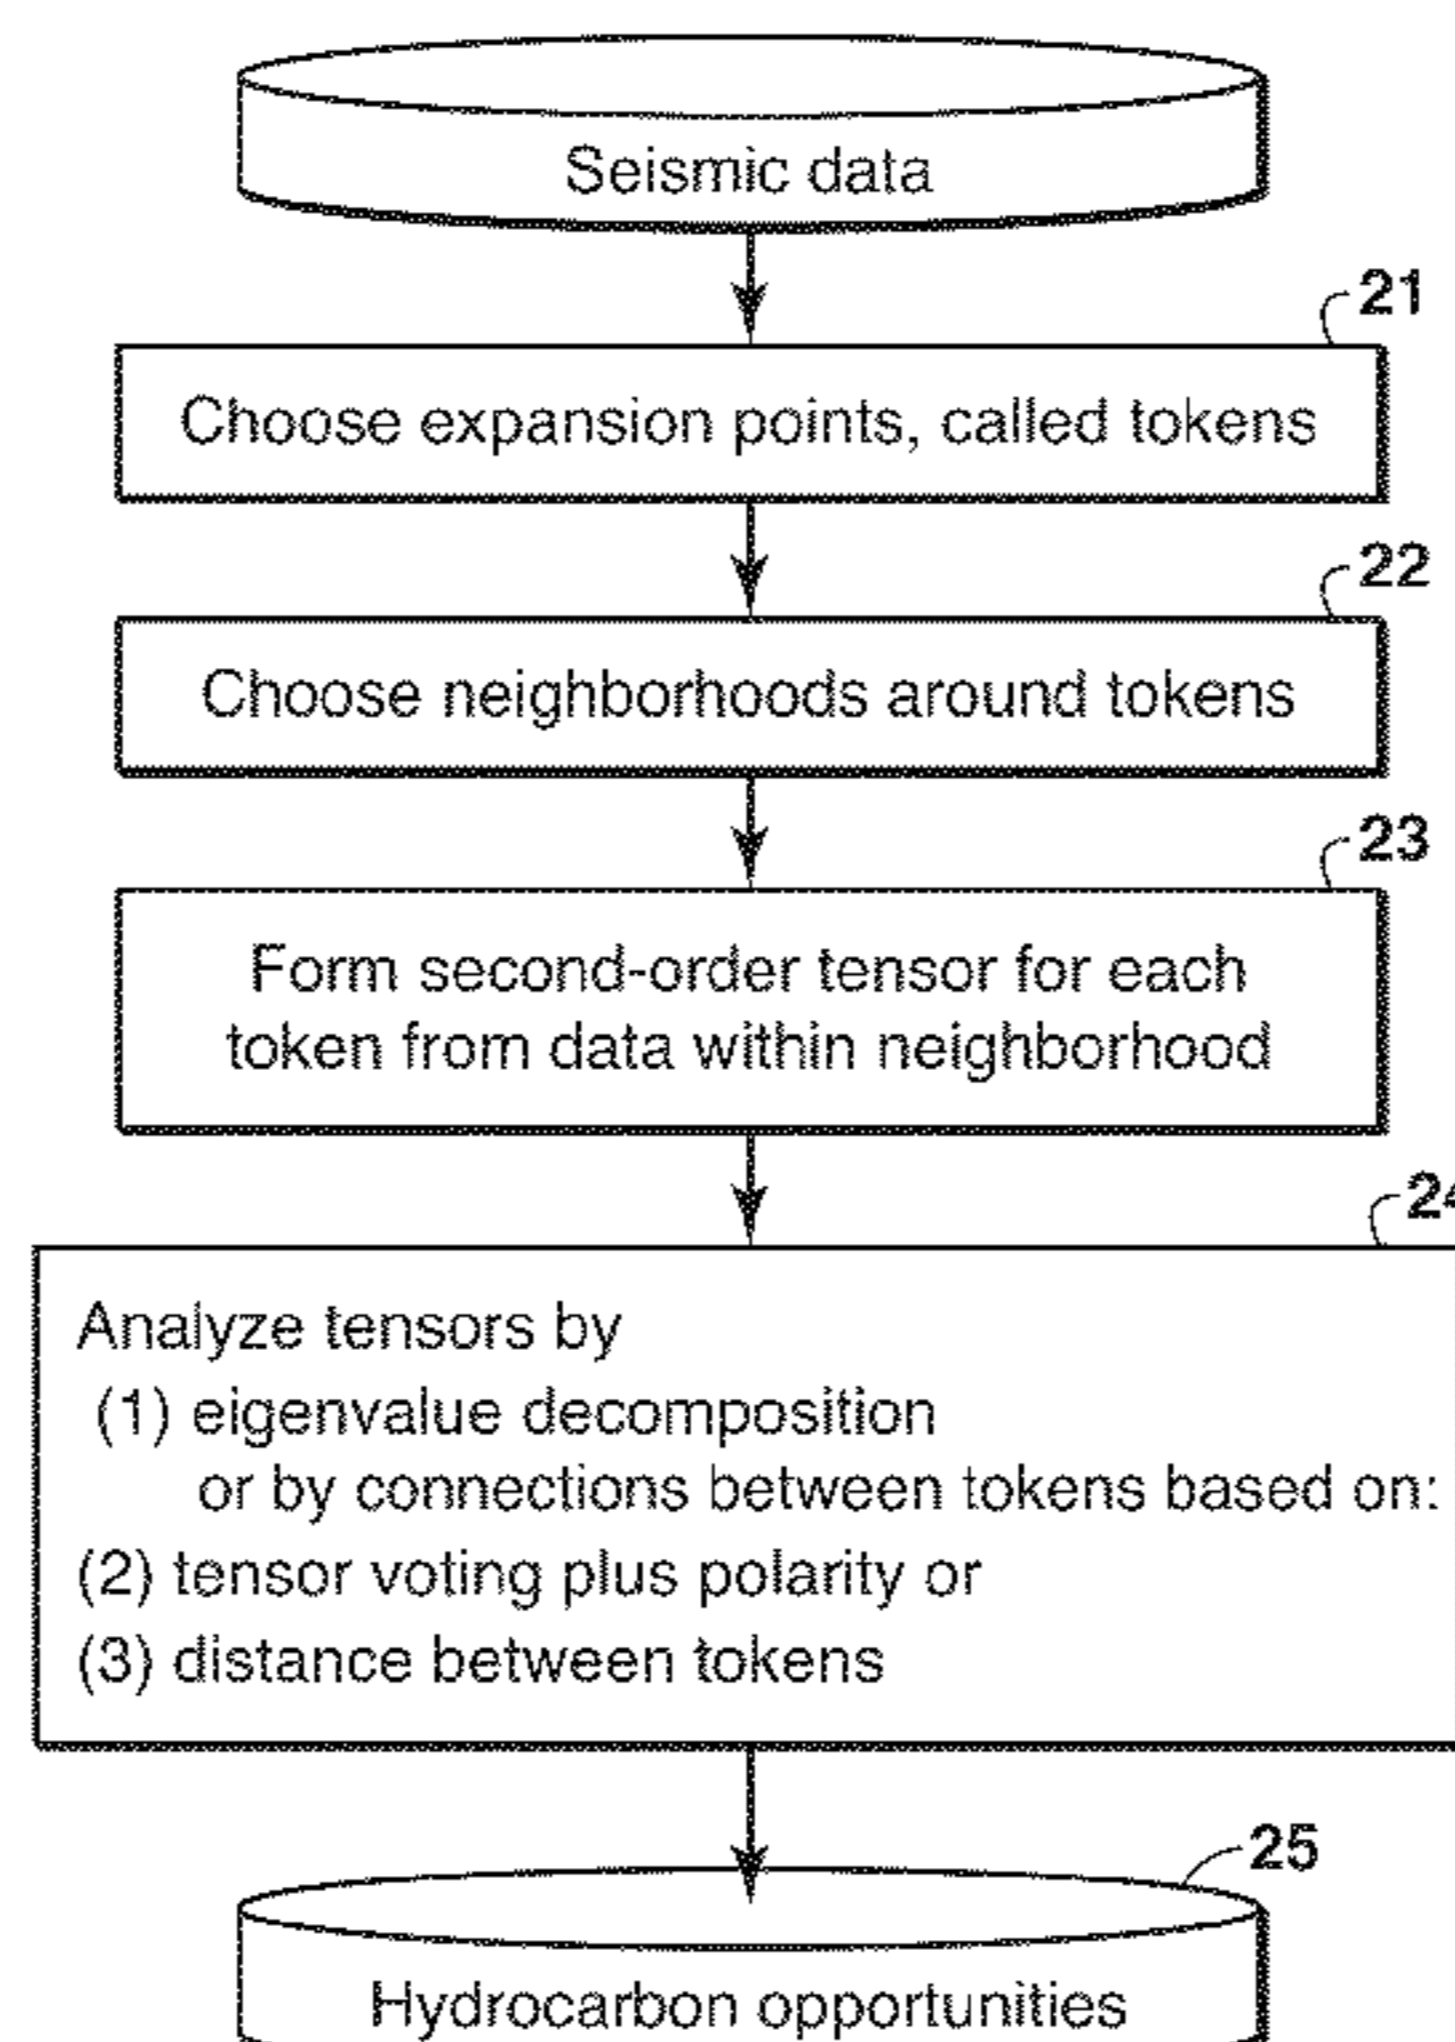 Seismic data
21
Choose expansion points, called tokens
22
Choose neighborhoods around tokens
23
Form second-order tensor for each
token from data within neighborhood
24
Analyze tensors by
(1) eigenvalue decomposition
or by connections between tokens based on:
(2) tensor voting plus polarity or
(3) distance between tokens
25
Hydrocarbon opportunities